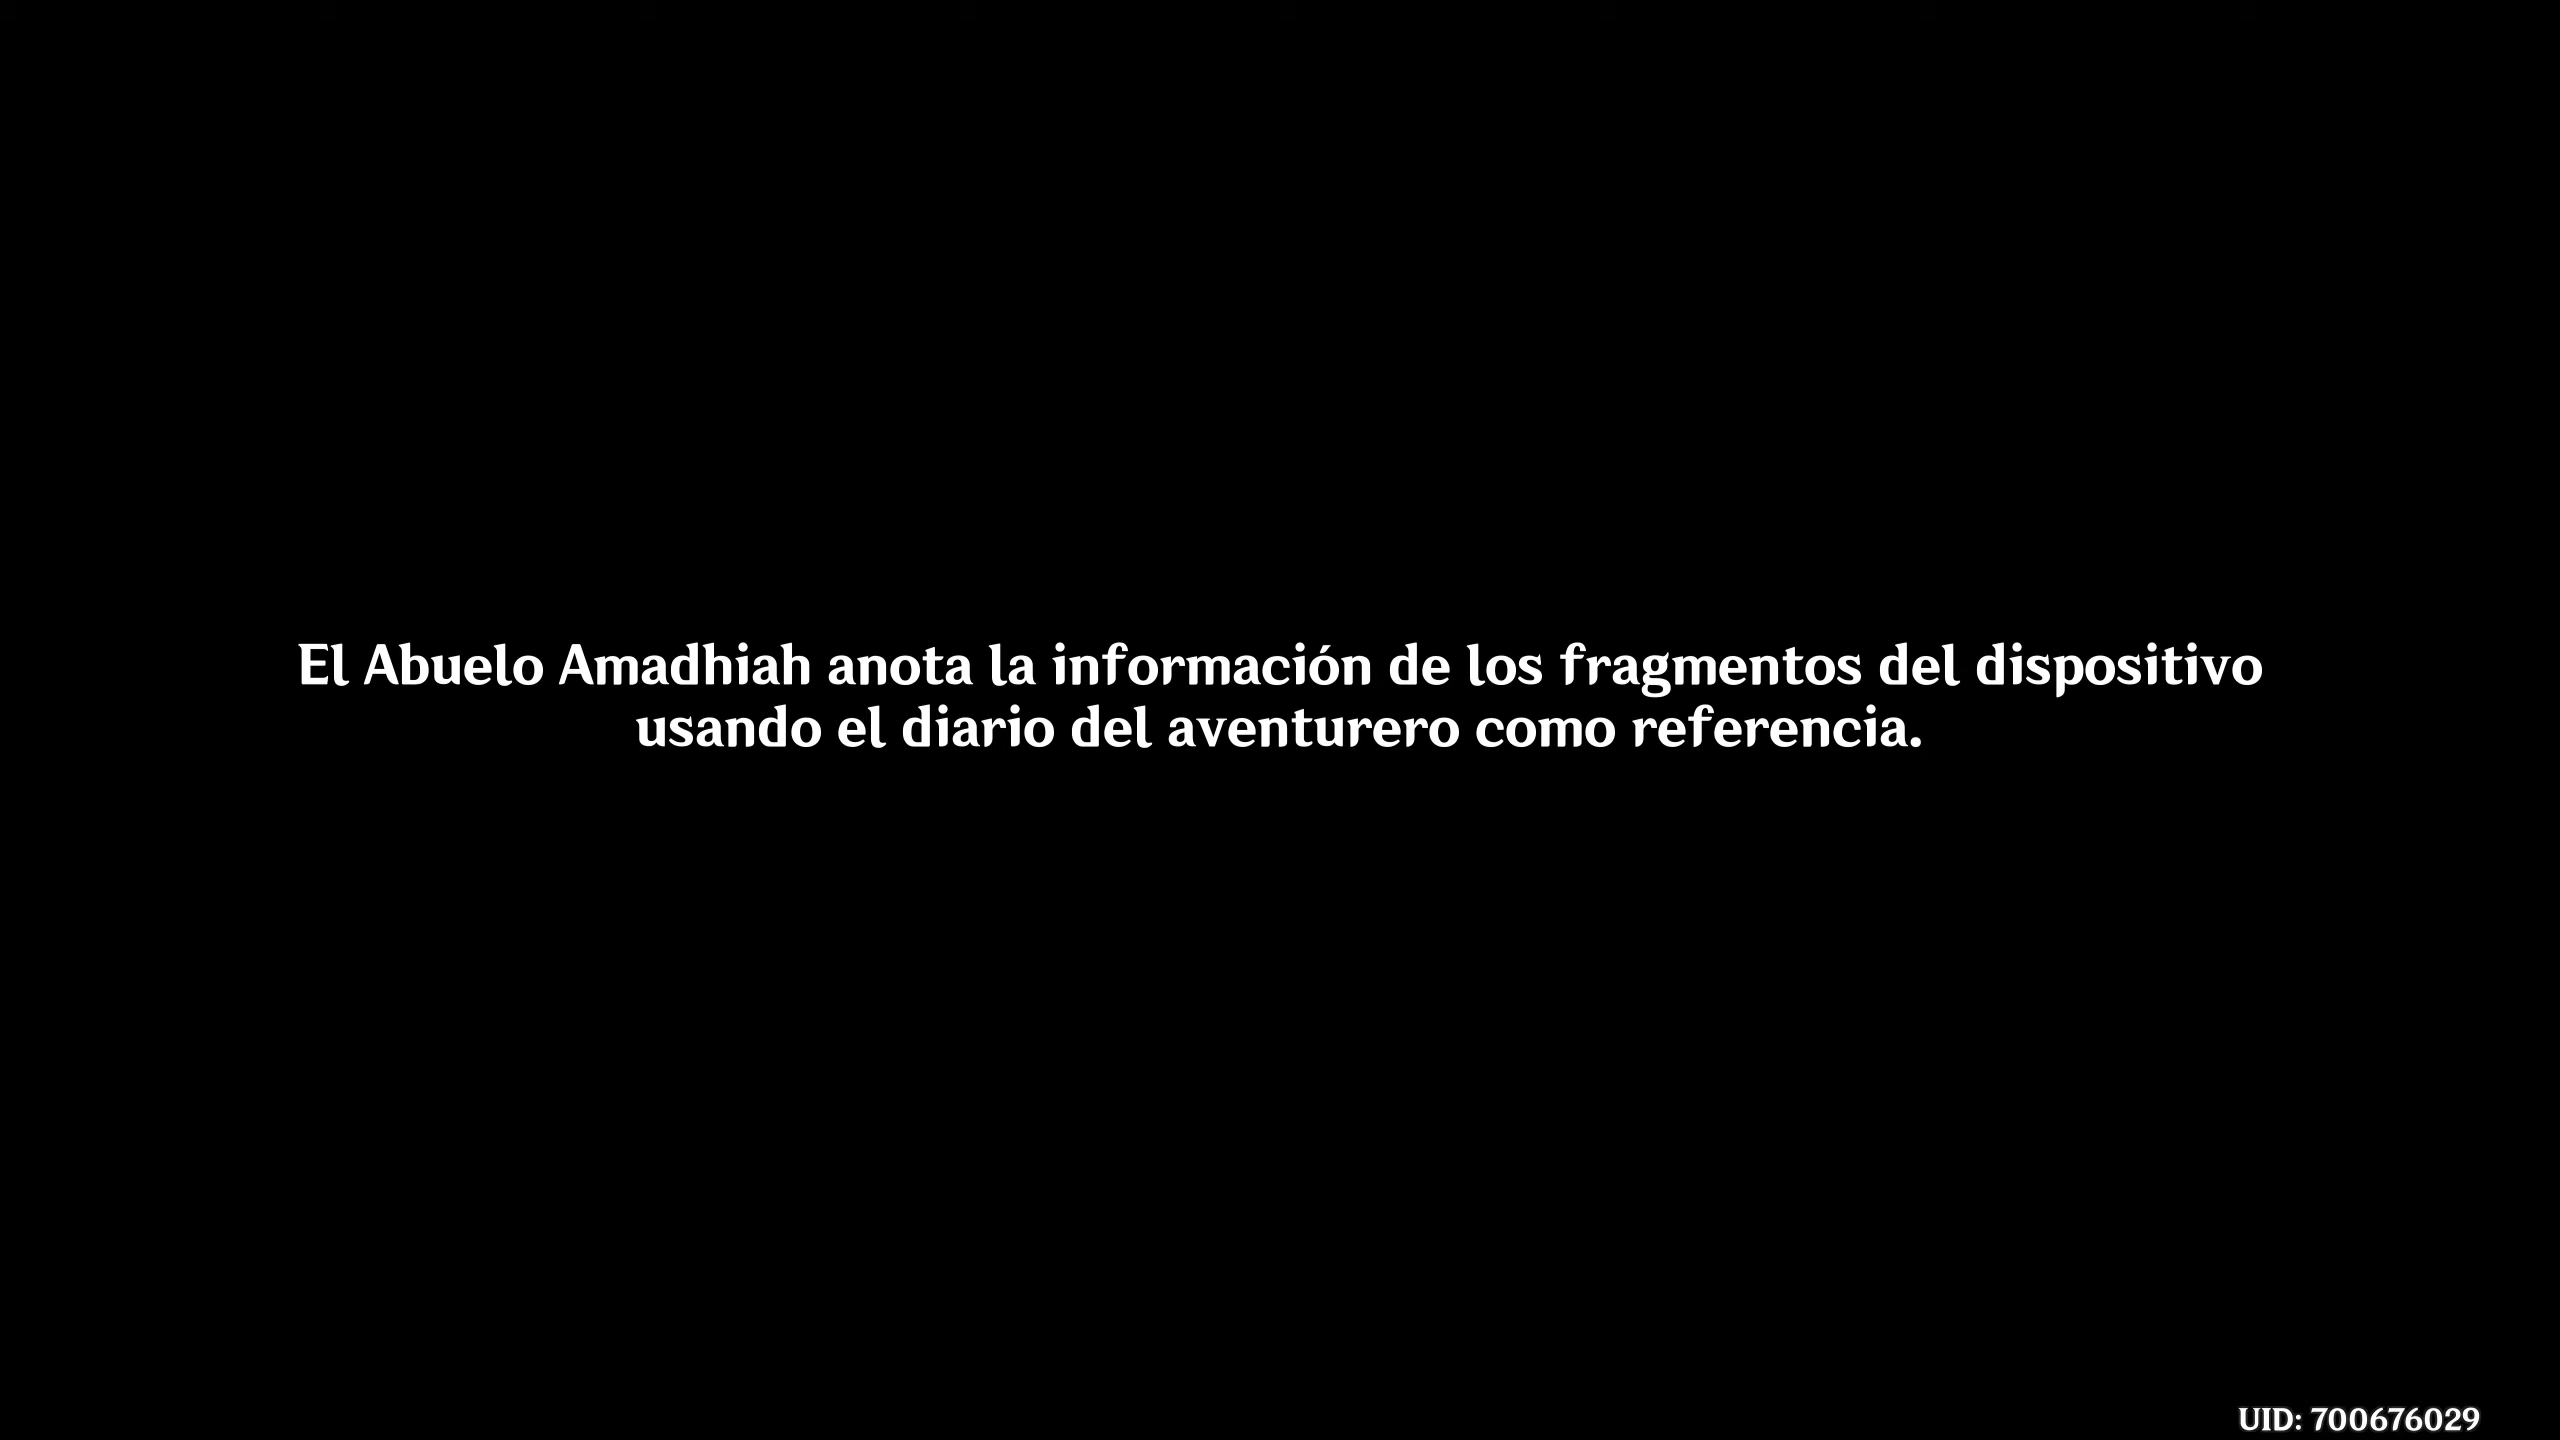 El Abuelo Amadhiah anota la información de los fragmentos del dispositivo
usando el diario del aventurero como referencia.
UID: 700676029